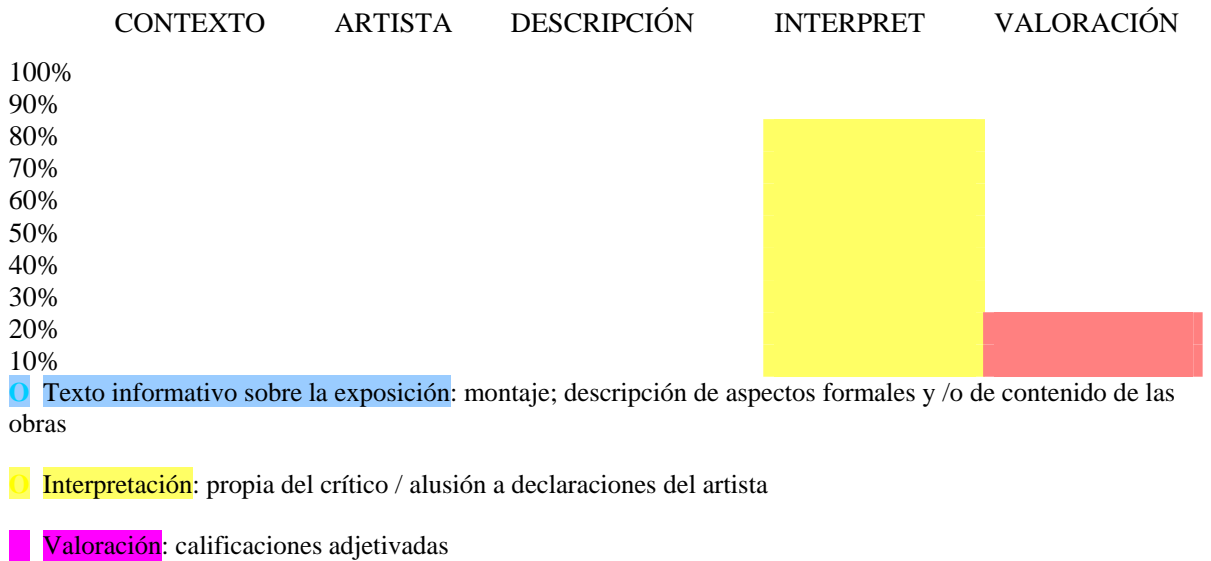 CONTEXTO ARTISTA DESCRIPCIÓN INTERPRET VALORACIÓN
100%
90%
80%
70%
60%
50%
40%
30%
20%
10%
O Texto informativo sobre la exposición: montaje; descripción de aspectos formales y /o de contenido de las
obras
O Interpretación: propia del crítico / alusión a declaraciones del artista
Valoración: calificaciones adjetivadas